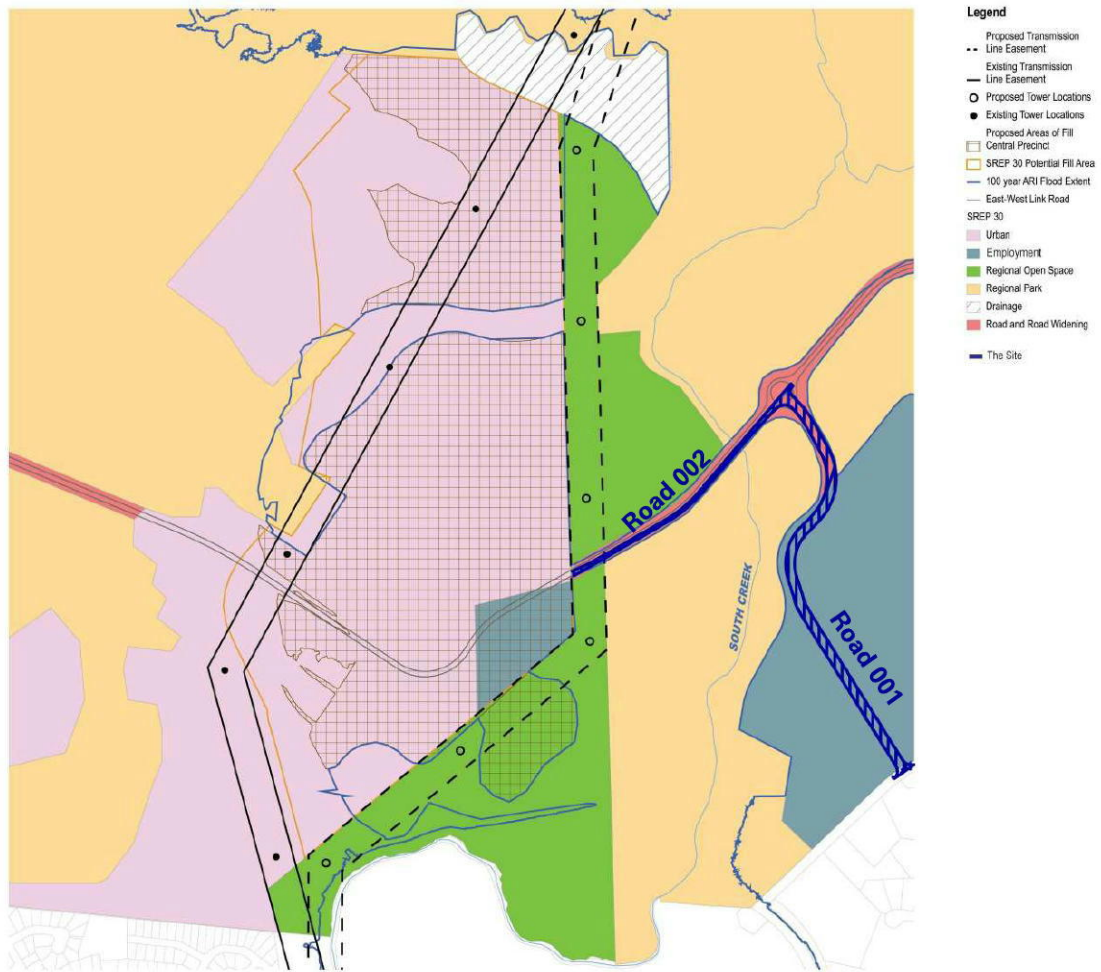 Legend
Proposed Transmission
Line Easement
Existing Transmission
Line Easement
Proposed Tower Locations
Existing Tower Locations
Proposed Areas of Fill
Central Precinct
SREP 30 Potential Fill Area
100 year ARI Flood Extent
East-West Link Road
SREP 30
Urban
Employment
Regional Open Space
Regional Park
Drainage
Road and Road Widening
The Site
Road 002
SOUTH CREEK
Road 001